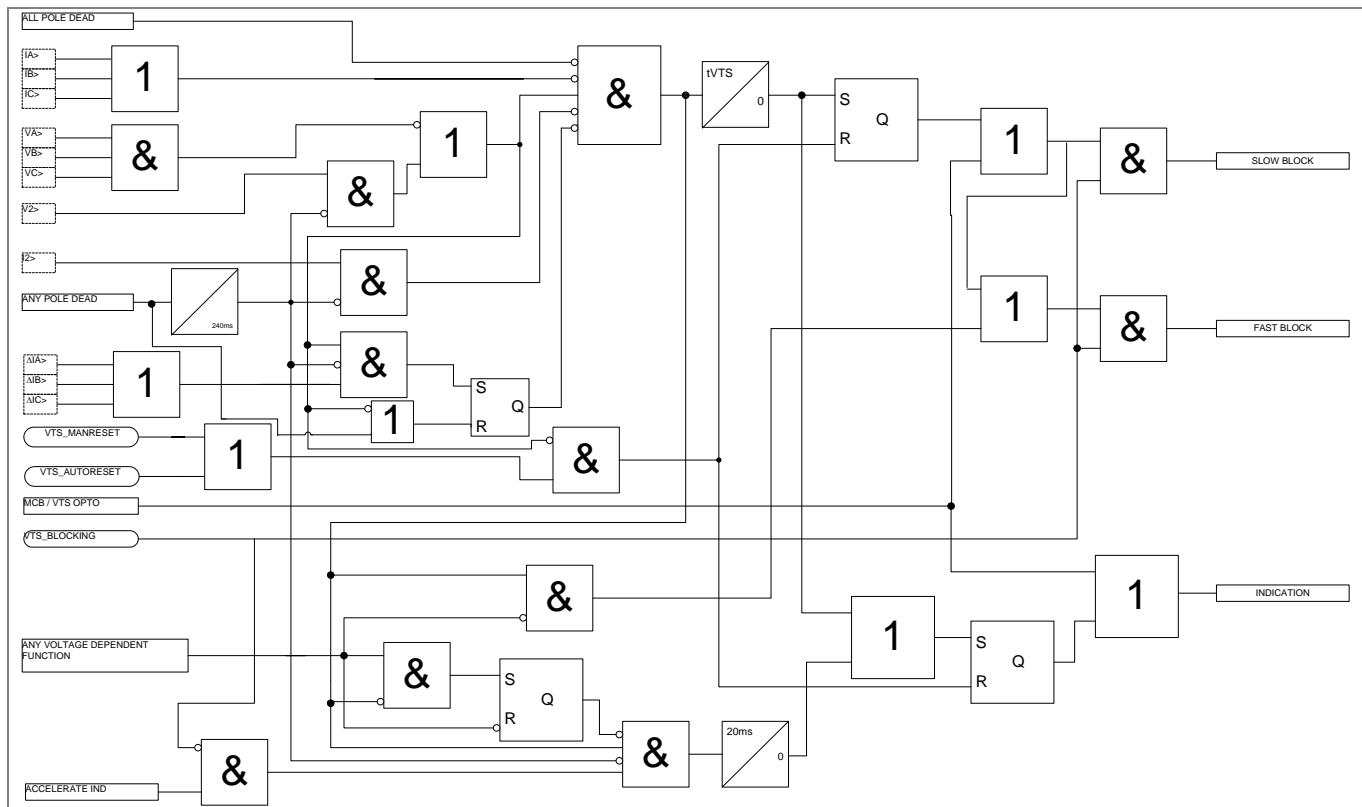 ALL POLE DEAD
IA>
IB>
IC>
1
&
tVTS
0
S
Q
R
1
&
SLOW BLOCK
VA>
VB>
VC>
&
1
V2>
&
I2>
&
ANY POLE DEAD
240ms
1
&
FAST BLOCK
ΔIA>
ΔIB>
ΔIC>
1
&
1
S
Q
R
VTS_MANRESET
VTS_AUTORESET
1
&
MCB / VTS OPTO
VTS_BLOCKING
&
1
INDICATION
ANY VOLTAGE DEPENDENT
FUNCTION
&
S
Q
R
1
S
Q
R
&
20ms
0
ACCELERATE IND
&